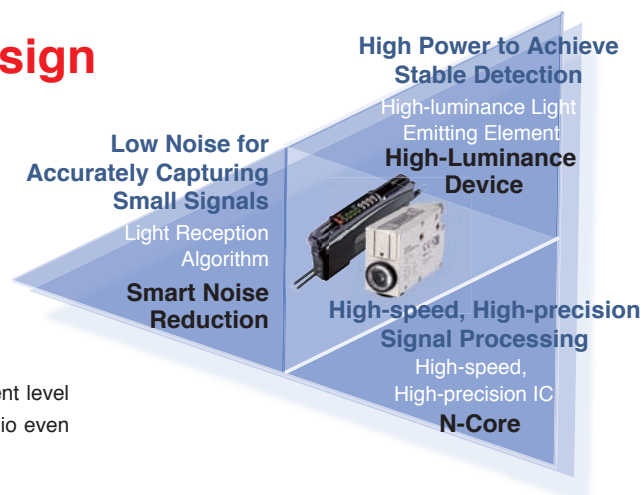 sign
High Power to Achieve
Stable Detection
High-luminance Light
Emitting Element
High-Luminance
Device
Low Noise for
Accurately Capturing
Small Signals
Light Reception
Algorithm
Smart Noise
Reduction
High-speed, High-precision
Signal Processing
High-speed,
High-precision IC
N-Core
nt level
io even